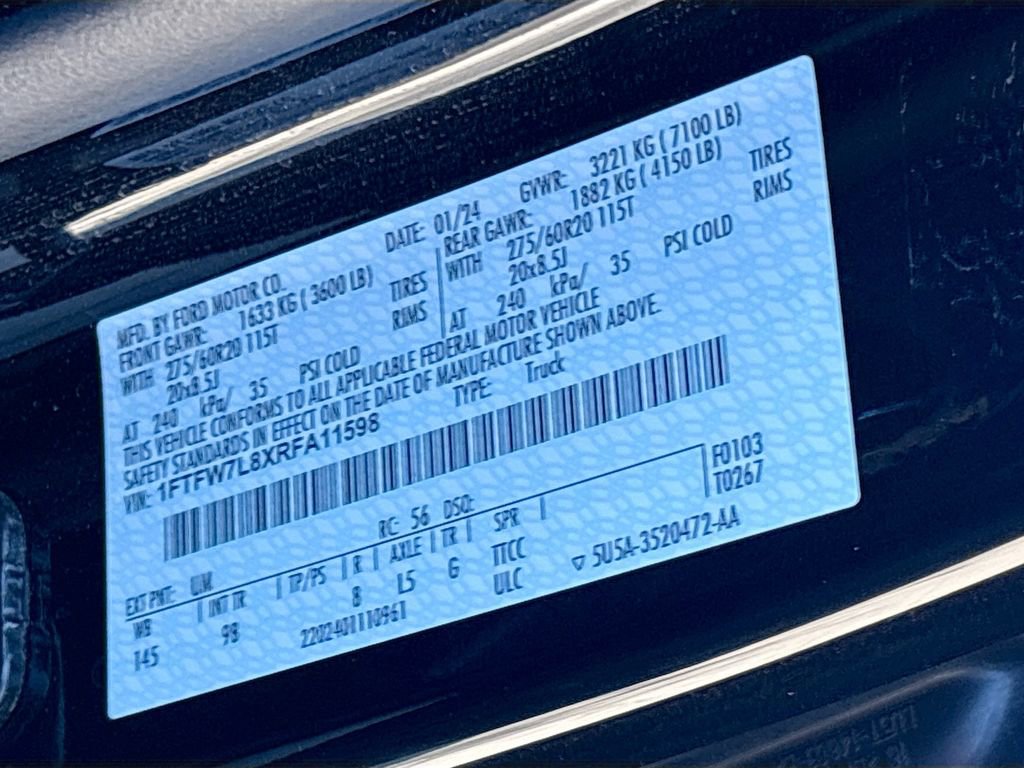 MFD. BY FORD MOTOR CO. DATE: 01/24 GVWR: 3221 KG ( 7100 LB)
FRONT GAWR: 1633 KG ( 3600 LB) REAR GAWR: 1882 KG ( 4150 LB)
WITH 275/60R20 115T TIRES WITH 275/60R20 115T TIRES
20x8.5J RIMS 20x8.5J RIMS
AT 240 kPa/ 35 PSI COLD AT 240 kPa/ 35 PSI COLD
THIS VEHICLE CONFORMS TO ALL APPLICABLE FEDERAL MOTOR VEHICLE
SAFETY STANDARDS IN EFFECT ON THE DATE OF MANUFACTURE SHOWN ABOVE.
VIN: 1FTFW7L8XRFA11598 TYPE: Truck
F0103
T0267
EXT PNT: UM RC: 56 DSO:
WB INT TR TP/PS R AXLE TR SPR
145 98 8 L5 G TTCC
ULC
2202401110961 5U5A-3520472-AA